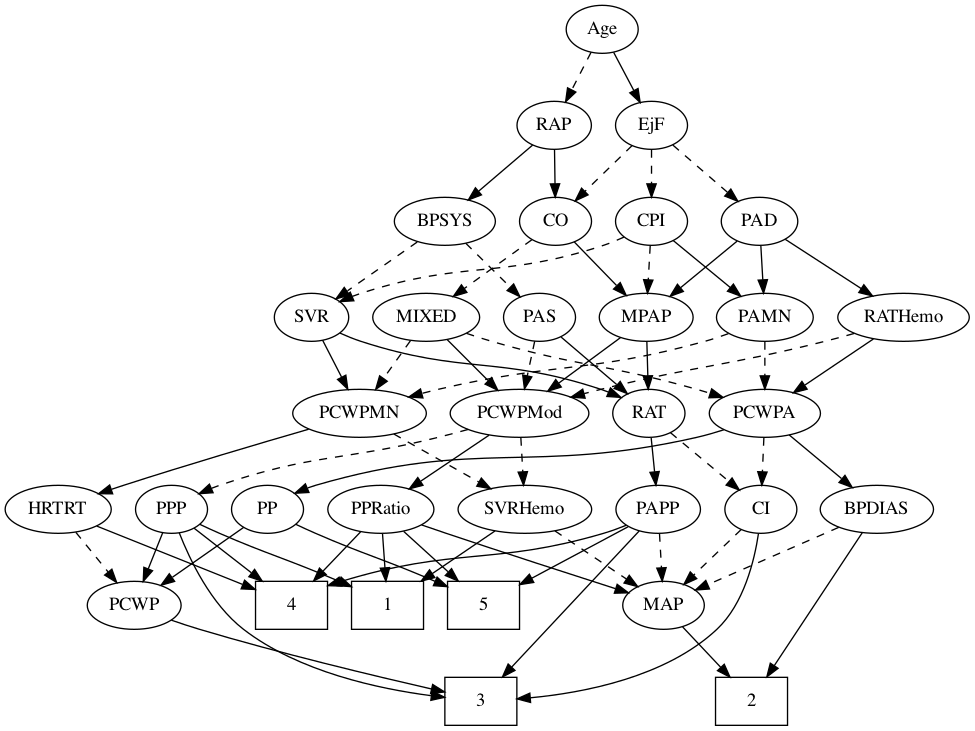 Age
RAP
EjF
BPSYS
CO
CPI
PAD
SVR
MIXED
PAS
MPAP
PAMN
RATHemo
PCWPMN
PCWPMod
RAT
PCWPA
HRTRT
PPP
PP
PPRatio
SVRHemo
PAPP
CI
BPDIAS
PCWP
4
1
5
MAP
3
2